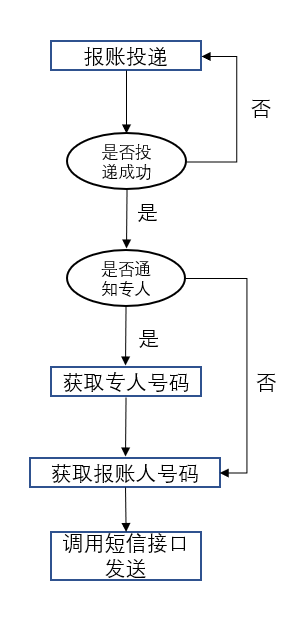 报账投递
否
是否投
递成功
是
是否通
知专人
是
获取专人号码
否
获取报账人号码
调用短信接口
发送